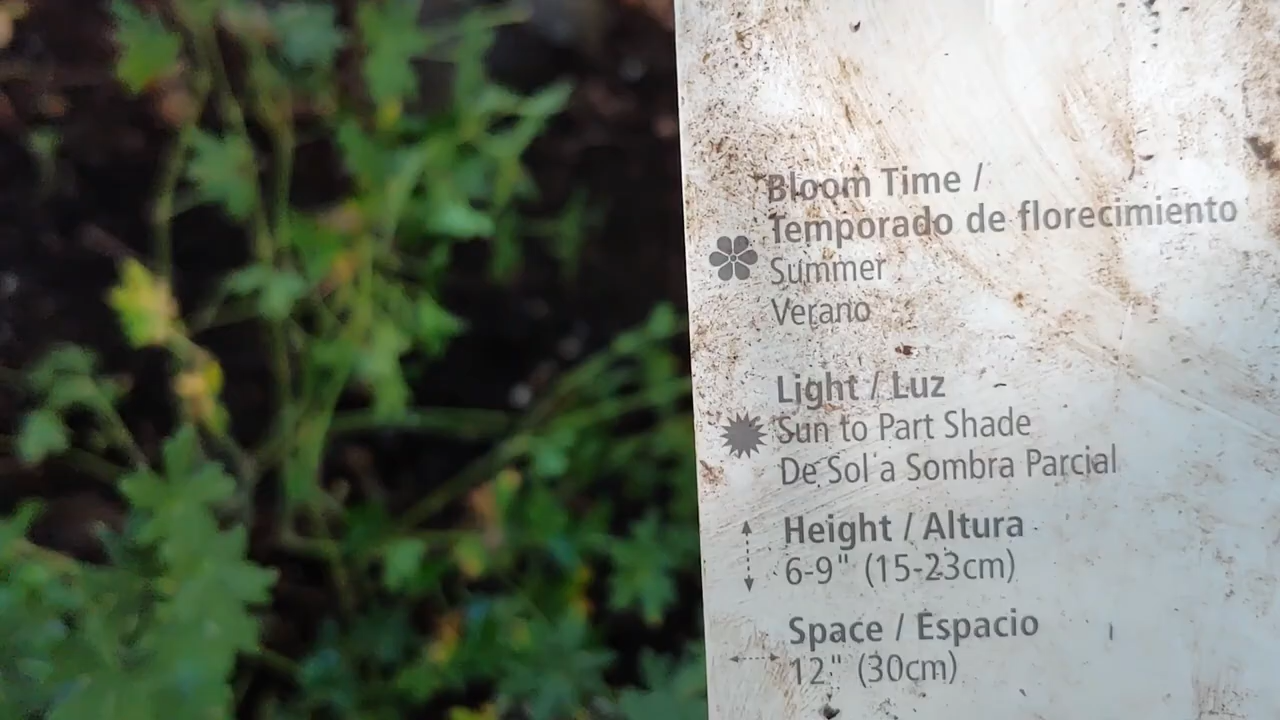 Bloom Time /
Temporado de florecimiento
Summer
Verano
Light / Luz
Sun to Part Shade
De Sol a Sombra Parcial
Height / Altura
6-9" (15-23cm)
Space / Espacio
12" (30cm)